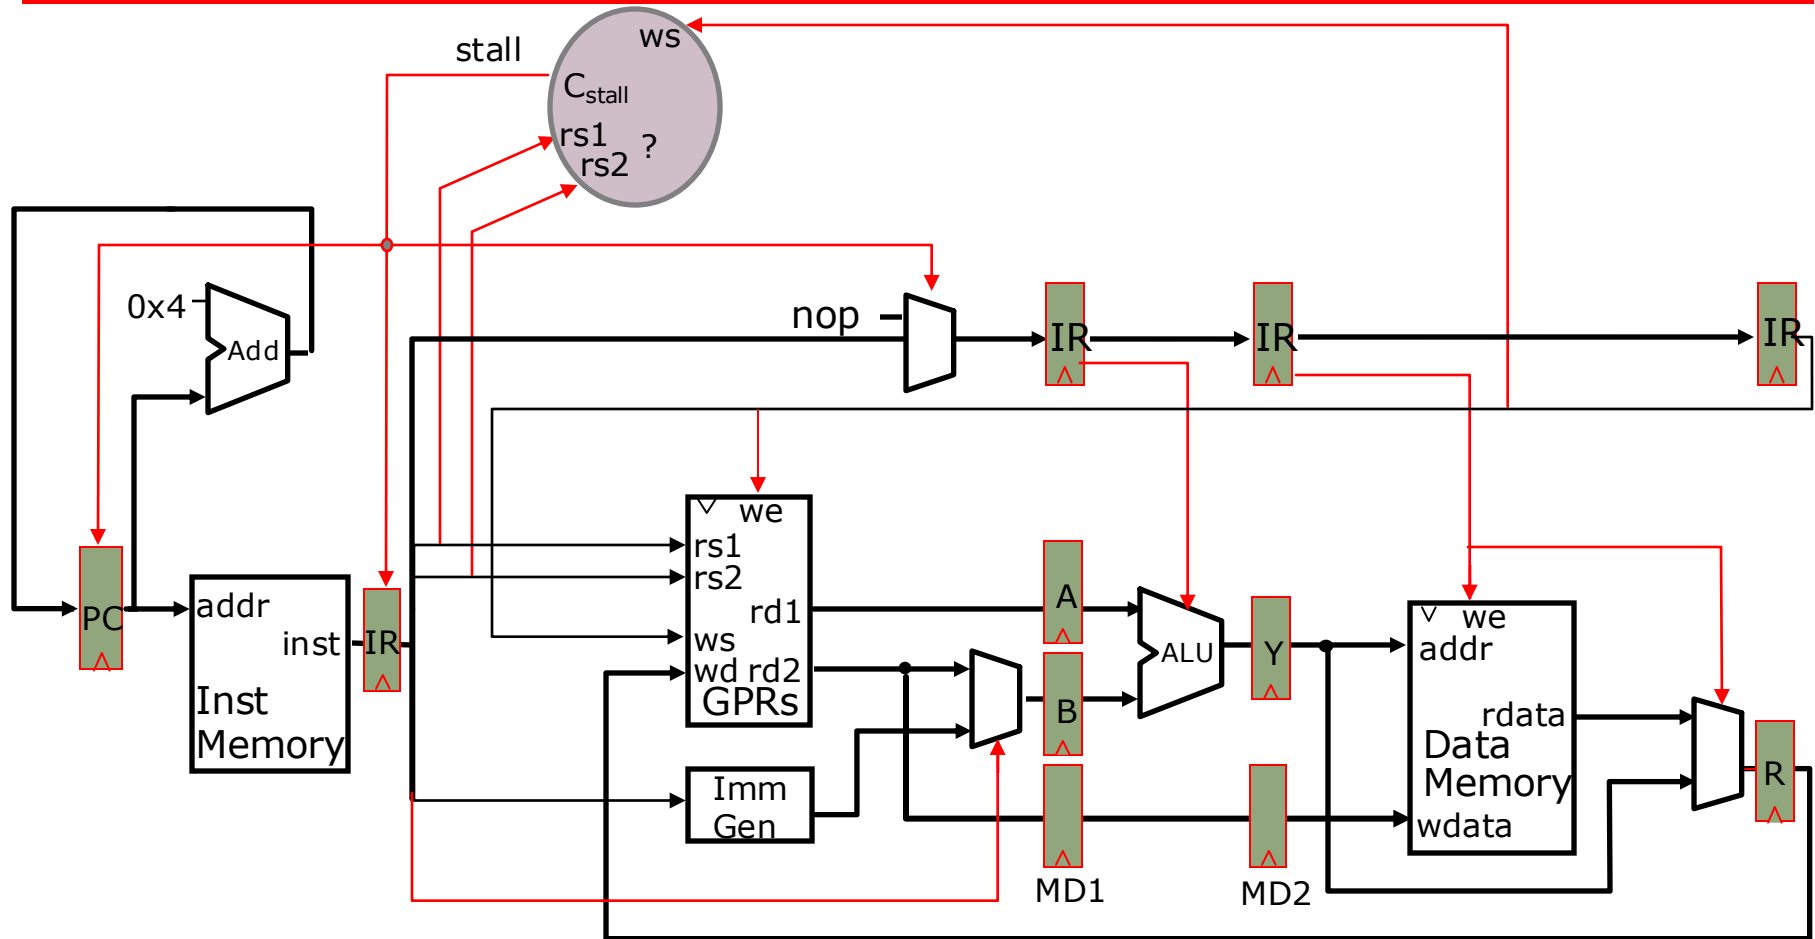 ws
stall
C stall
rs1
?
rs2
0x4
Add
nop
IR
IR
IR
we
rs1
rs2
rd1
ws
wd rd2
GPRs
PC
addr
inst
Inst
Memory
IR
A
B
ALU
Y
we
addr
rdata
Data
Memory
wdata
R
Imm
Gen
MD1
MD2